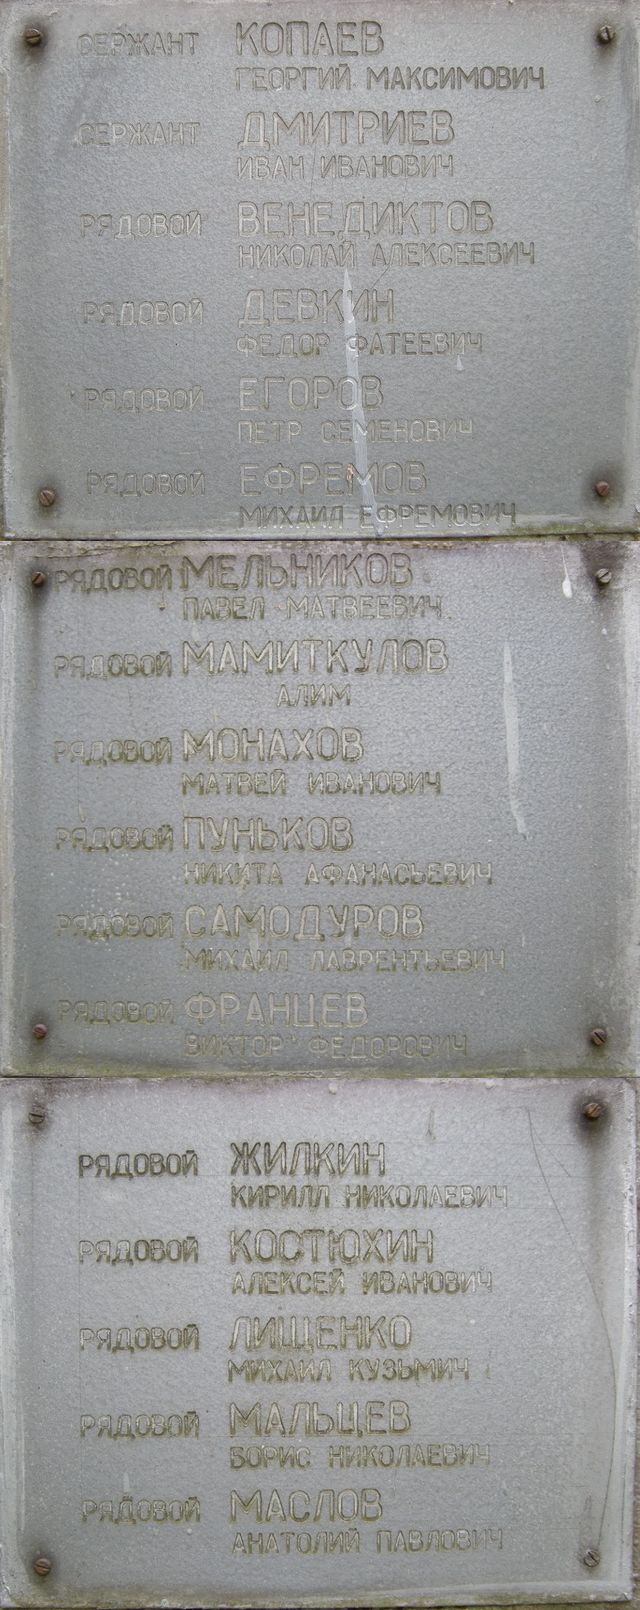 СЕРЖАНТ КОПАЕВ
ГЕОРГИЙ МАКСИМОВИЧ
СЕРЖАНТ ДМИТРИЕВ
ИВАН ИВАНОВИЧ
РЯДОВОЙ ВЕНЕДИКТОВ
НИКОЛАЙ АЛЕКСЕЕВИЧ
РЯДОВОЙ ДЕВКИН
ФЕДОР ФАТЕЕВИЧ
РЯДОВОЙ ЕГОРОВ
ПЕТР СЕМЕНОВИЧ
РЯДОВОЙ ЕФРЕМОВ
МИХАИЛ ЕФРЕМОВИЧ
РЯДОВОЙ МЕЛЬНИКОВ
ПАВЕЛ МАТВЕЕВИЧ
РЯДОВОЙ МАМИТКУЛОВ
АЛИМ
РЯДОВОЙ МОНАХОВ
МАТВЕЙ ИВАНОВИЧ
РЯДОВОЙ ПУНЬКОВ
НИКИТА АФАНАСЬЕВИЧ
РЯДОВОЙ САМОДУРОВ
МИХАИЛ ЛАВРЕНТЬЕВИЧ
РЯДОВОЙ ФРАНЦЕВ
ВИКТОР ФЕДОРОВИЧ
РЯДОВОЙ ЖИЛКИН
КИРИЛЛ НИКОЛАЕВИЧ
РЯДОВОЙ КОСТЮХИН
АЛЕКСЕЙ ИВАНОВИЧ
РЯДОВОЙ ЛИЩЕНКО
МИХАИЛ КУЗЬМИЧ
РЯДОВОЙ МАЛЬЦЕВ
БОРИС НИКОЛАЕВИЧ
РЯДОВОЙ МАСЛОВ
АНАТОЛИЙ ПАВЛОВИЧ